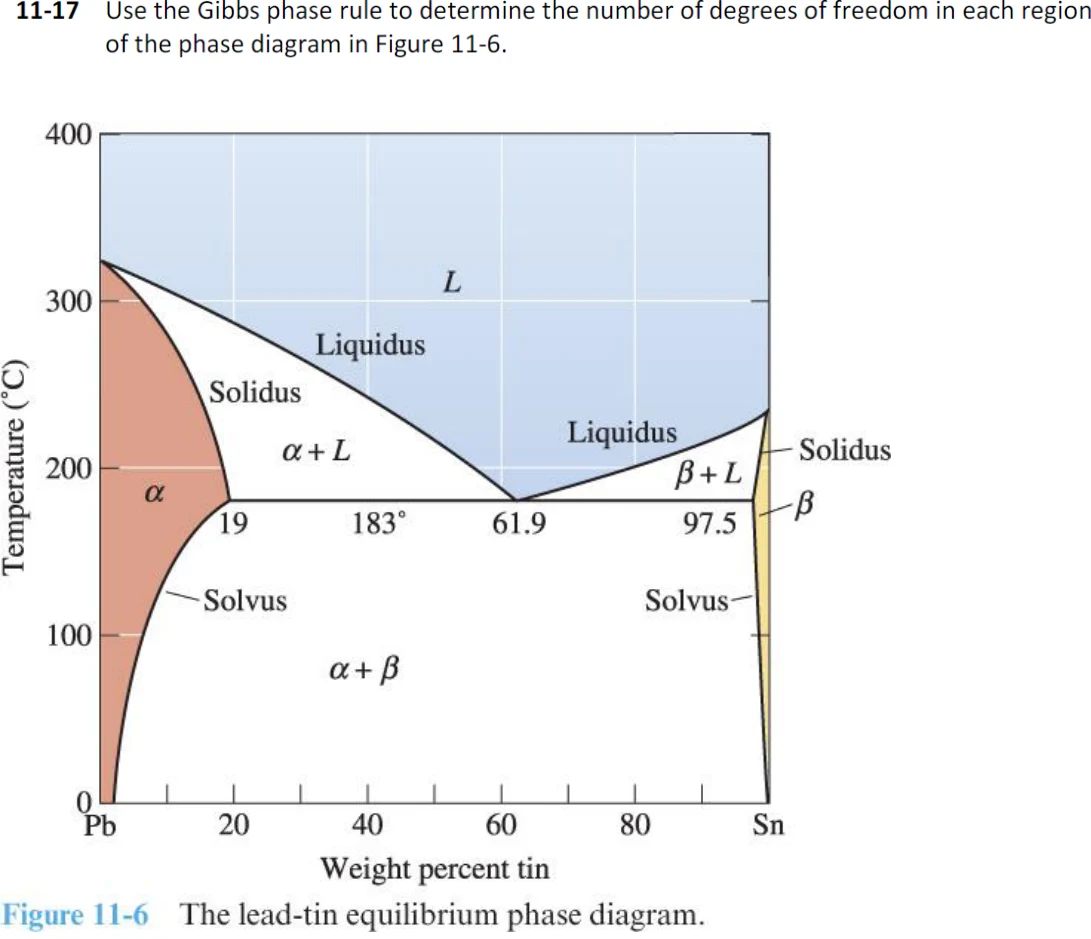 11-17 Use the Gibbs phase rule to determine the number of degrees of freedom in each region
of the phase diagram in Figure 11-6.
400
L
300
Liquidus
Solidus
Liquidus
α + L
Solidus
200
β + L
α
β
19 183° 61.9 97.5
Solvus
Solvus
100
α + β
0
Pb 20 40 60 80 Sn
Temperature (°C)
Weight percent tin
Figure 11-6 The lead-tin equilibrium phase diagram.